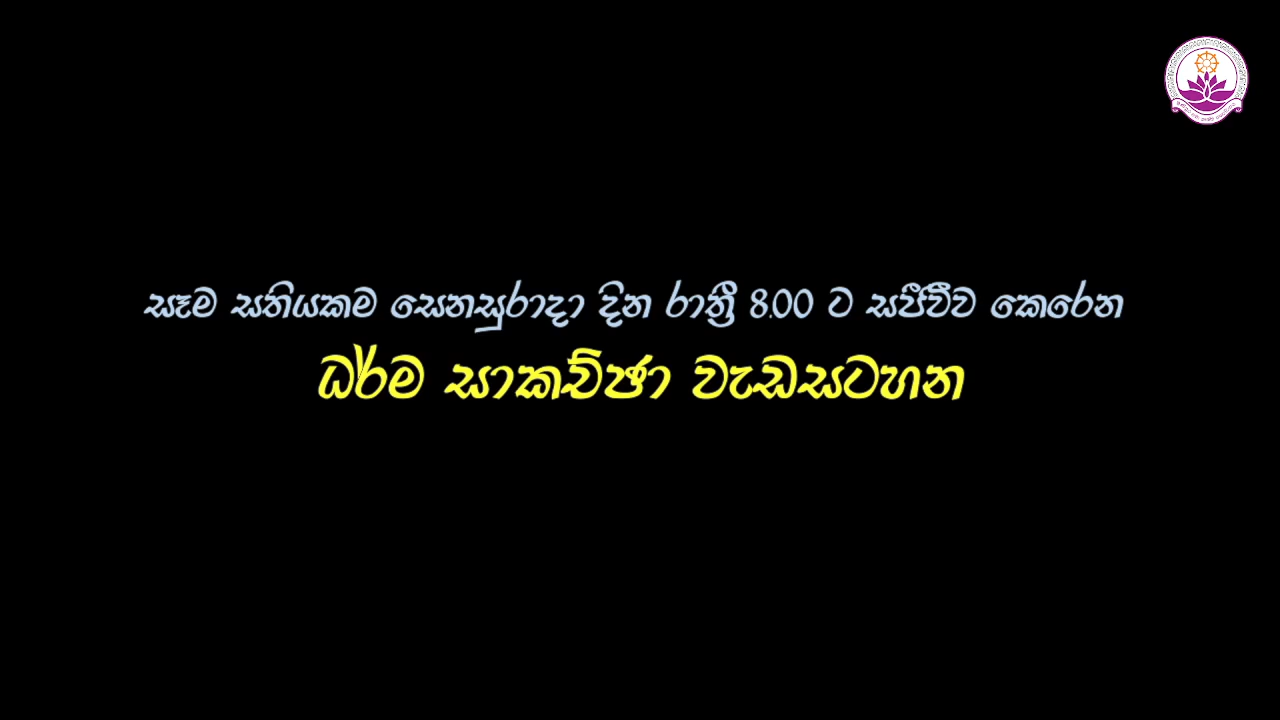 සෑම සතියකම සෙනසුරාදා දින රාත්‍රී 8.00 ට සජීවීව කෙරෙන
ධර්ම සාකච්ඡා වැඩසටහන